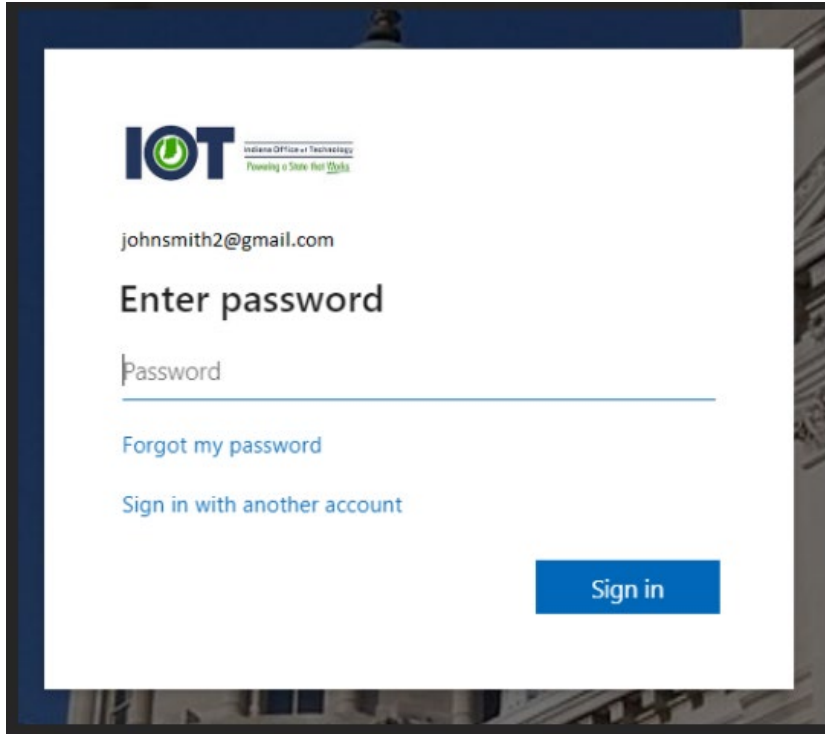 IOT
Indiana Office of Technology
Powering a State that Works
johnsmith2@gmail.com
Enter password
Password
Forgot my password
Sign in with another account
Sign in